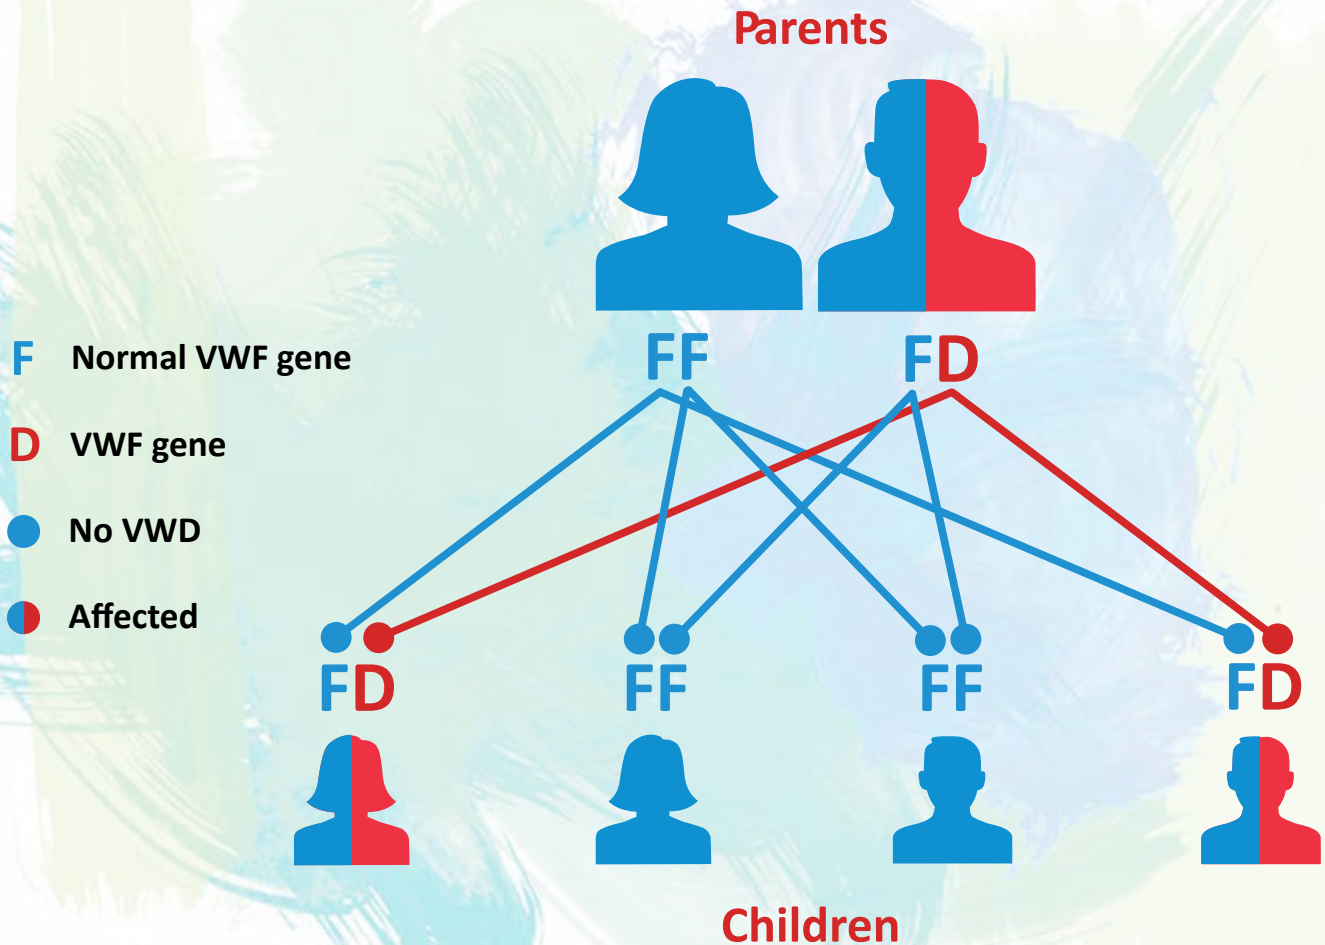 Parents
FF
FD
F Normal VWF gene
D VWF gene
No VWD
Affected
FD
FF
FF
FD
Children